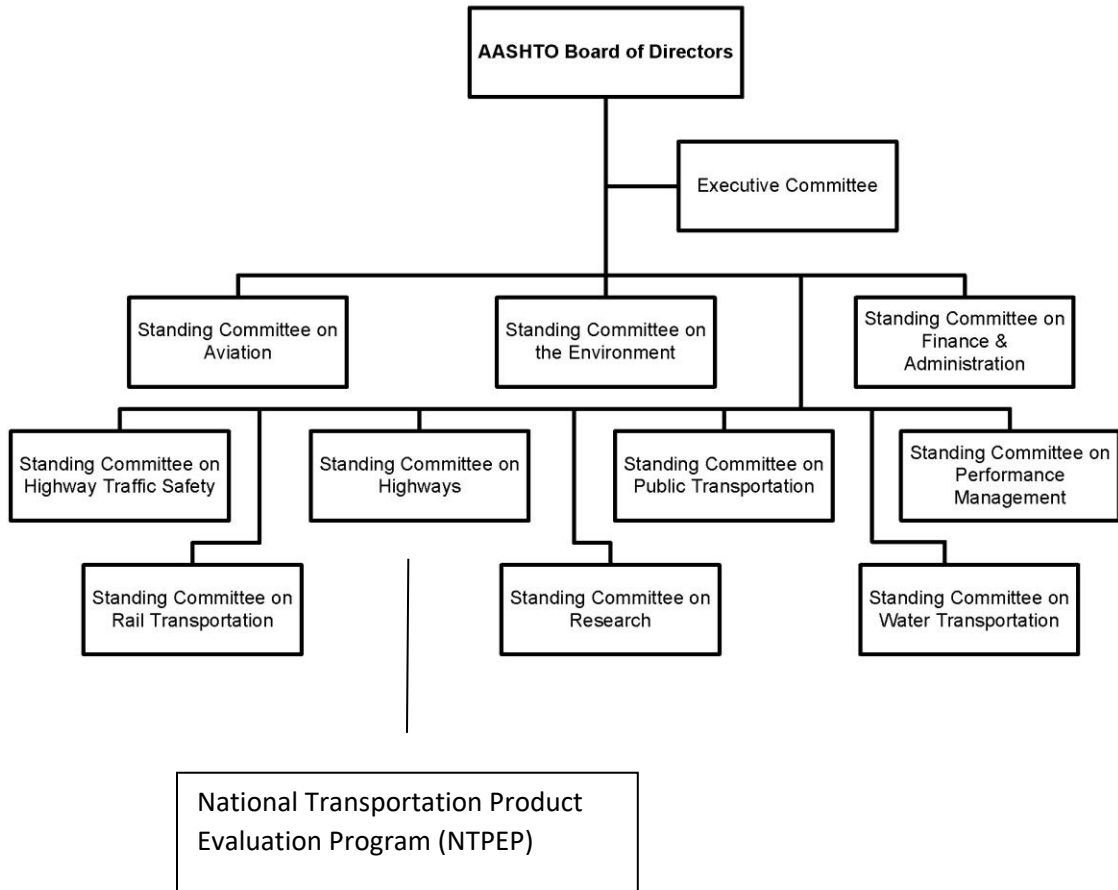 AASHTO Board of Directors
Executive Committee
Standing Committee on
Aviation
Standing Committee on
the Environment
Standing Committee on
Finance &
Administration
Standing Committee on
Highway Traffic Safety
Standing Committee on
Highways
Standing Committee on
Public Transportation
Standing Committee on
Performance
Management
Standing Committee on
Rail Transportation
Standing Committee on
Research
Standing Committee on
Water Transportation
National Transportation Product
Evaluation Program (NTPEP)